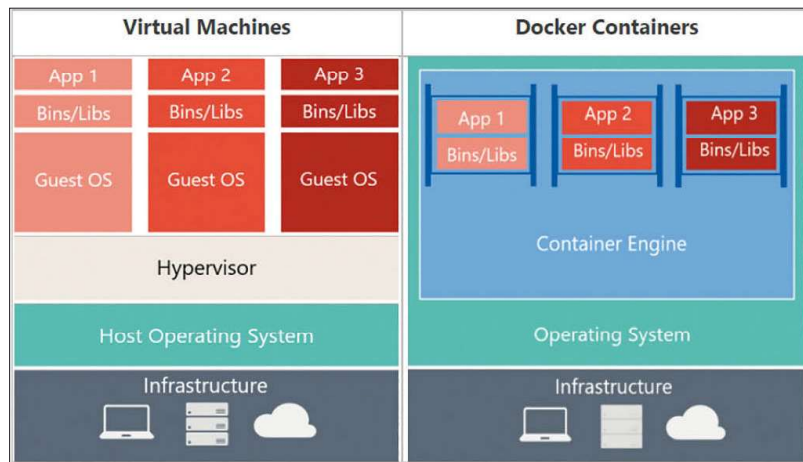 Virtual Machines
App 1
App 2
App 3
Bins/Libs
Bins/Libs
Bins/Libs
Guest OS
Guest OS
Guest OS
Hypervisor
Host Operating System
Infrastructure
Docker Containers
App 1
App 2
App 3
Bins/Libs
Bins/Libs
Bins/Libs
Container Engine
Operating System
Infrastructure